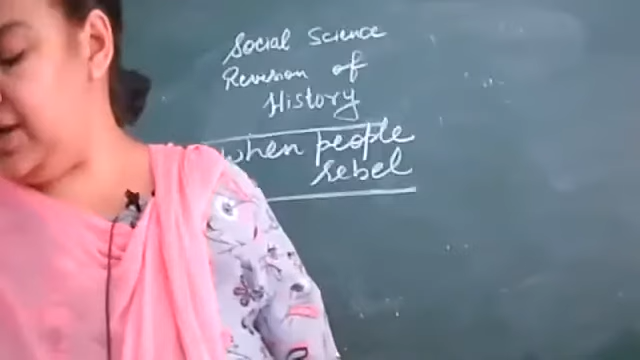 Social Science
Revision of
History
when people
rebel